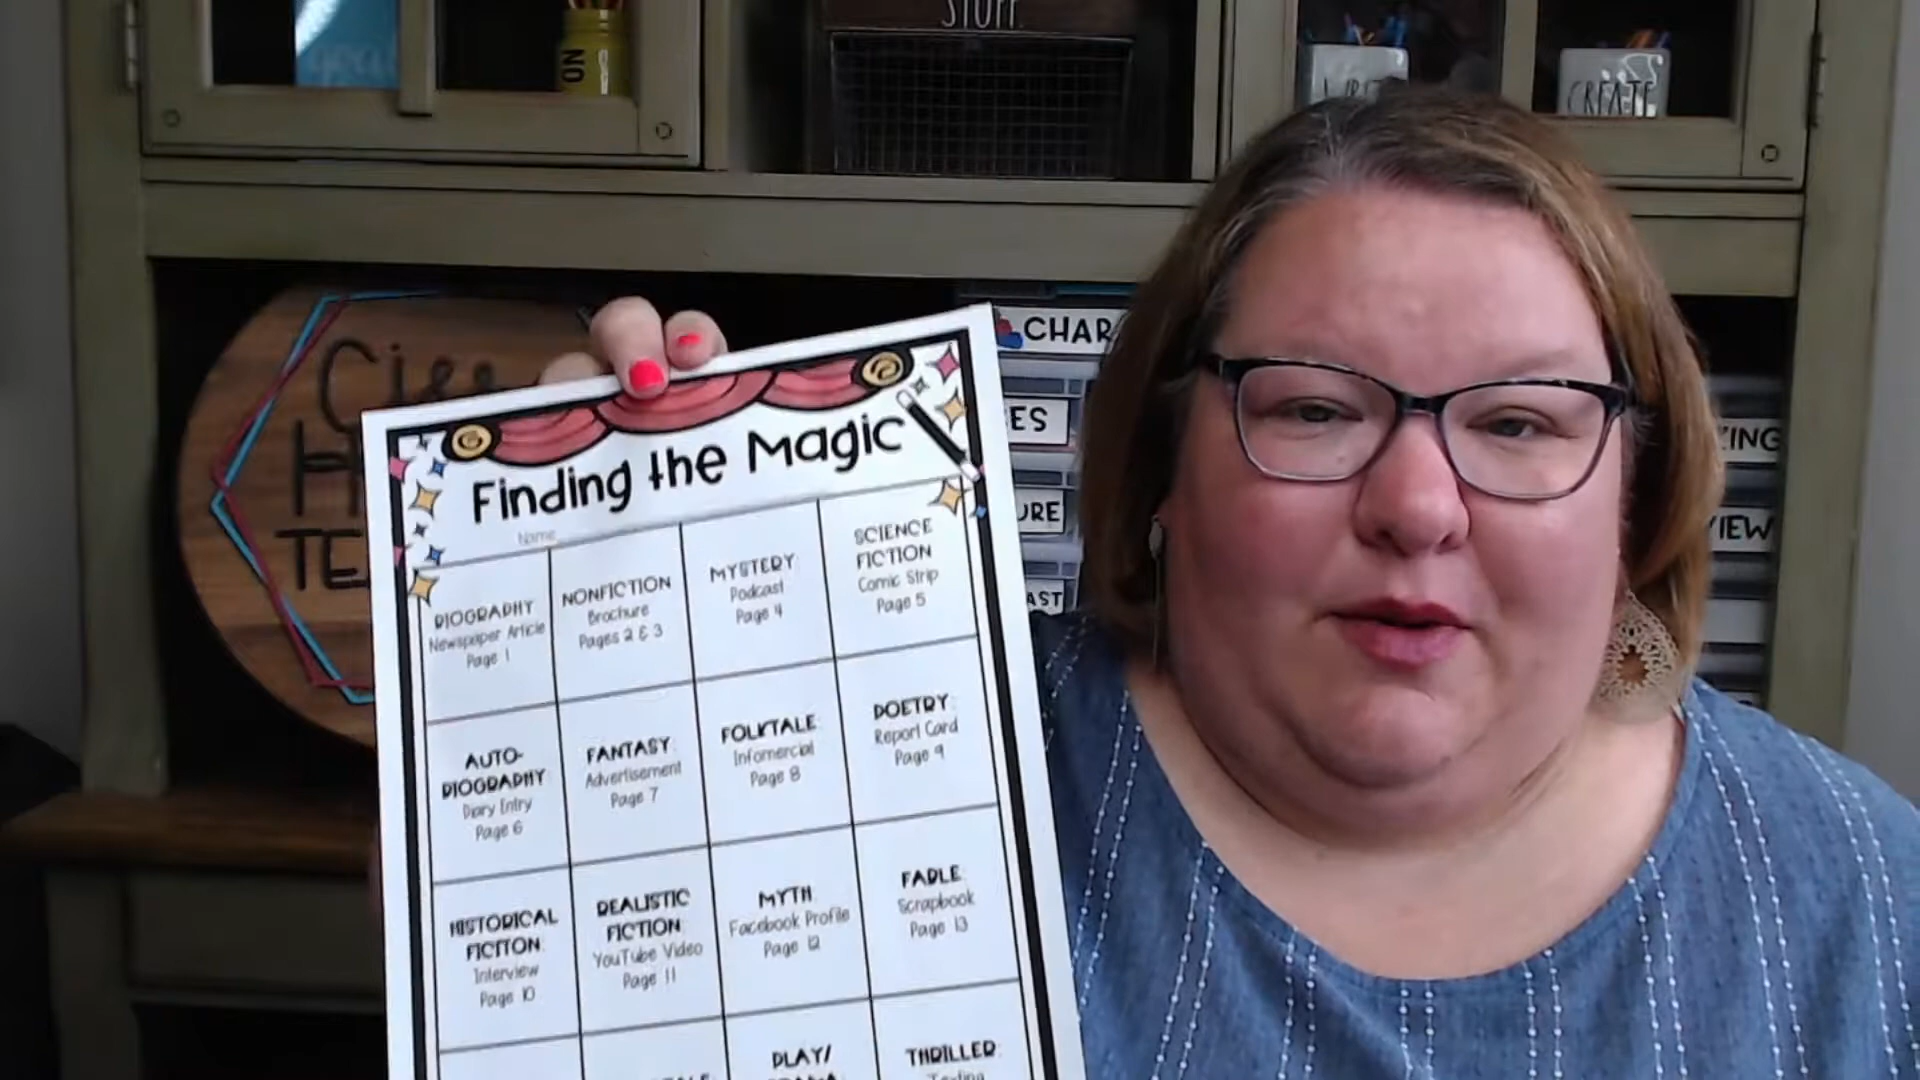 STUFF
NO
CREATE
CHAR
ES
URE
AST
KING
VIEW
Finding the Magic
Name
BIOGRAPHY
Newspaper Article
Page 1
NONFICTION
Brochure
Pages 2 & 3
MYSTERY
Podcast
Page 4
SCIENCE
FICTION
Comic Strip
Page 5
AUTO-
BIOGRAPHY
Diary Entry
Page 6
FANTASY:
Advertisement
Page 7
FOLKTALE:
Infomercial
Page 8
POETRY:
Report Card
Page 9
HISTORICAL
FICITON
Interview
Page 10
REALISTIC
FICTION:
YouTube Video
Page 11
MYTH
Facebook Profile
Page 12
FABLE
Scrapbook
Page 13
PLAY/
THRILLER: